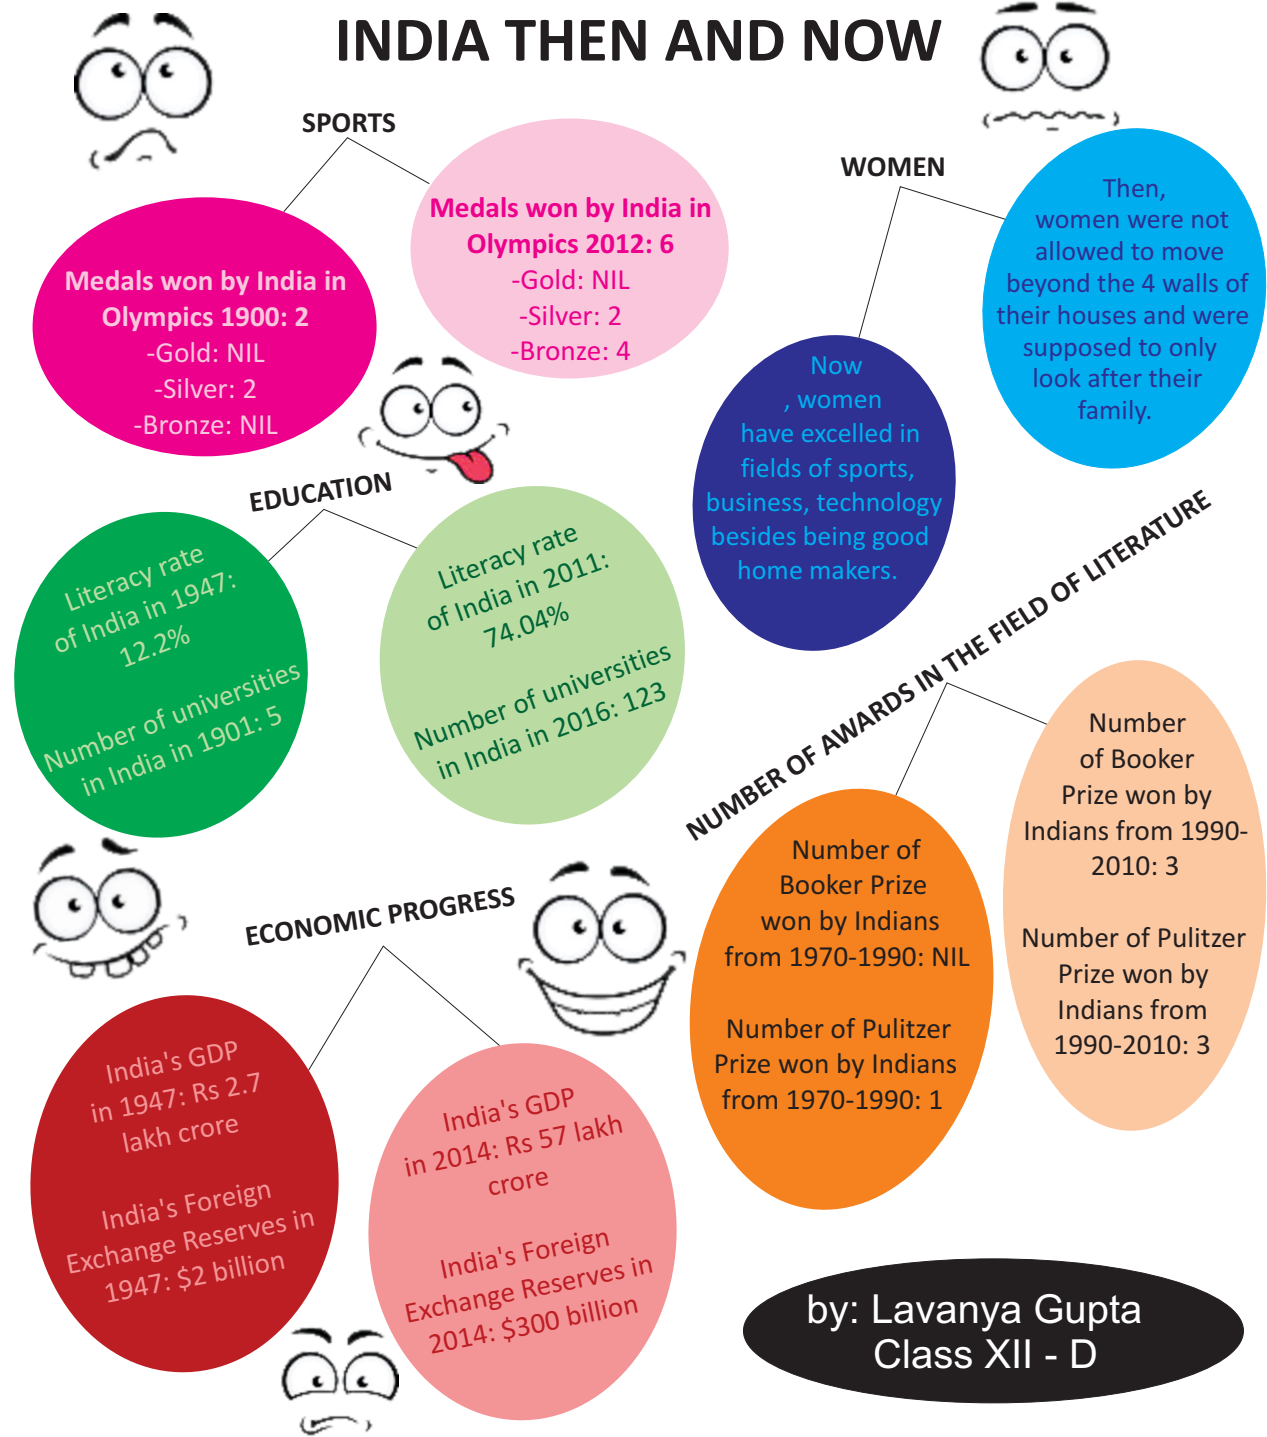 INDIA THEN AND NOW
SPORTS
Medals won by India in
Olympics 1900: 2
-Gold: NIL
-Silver: 2
-Bronze: NIL
Medals won by India in
Olympics 2012: 6
-Gold: NIL
-Silver: 2
-Bronze: 4
WOMEN
Now
, women
have excelled in
fields of sports,
business, technology
besides being good
home makers.
Then,
women were not
allowed to move
beyond the 4 walls of
their houses and were
supposed to only
look after their
family.
EDUCATION
Literacy rate
of India in 1947:
12.2%
Number of universities
in India in 1901: 5
Literacy rate
of India in 2011:
74.04%
Number of universities
in India in 2016: 123
NUMBER OF AWARDS IN THE FIELD OF LITERATURE
Number of
Booker Prize
won by Indians
from 1970-1990: NIL
Number of Pulitzer
Prize won by Indians
from 1970-1990: 1
Number
of Booker
Prize won by
Indians from 1990-
2010: 3
Number of Pulitzer
Prize won by
Indians from
1990-2010: 3
ECONOMIC PROGRESS
India's GDP
in 1947: Rs 2.7
lakh crore
India's Foreign
Exchange Reserves in
1947: $2 billion
India's GDP
in 2014: Rs 57 lakh
crore
India's Foreign
Exchange Reserves in
2014: $300 billion
by: Lavanya Gupta
Class XII - D